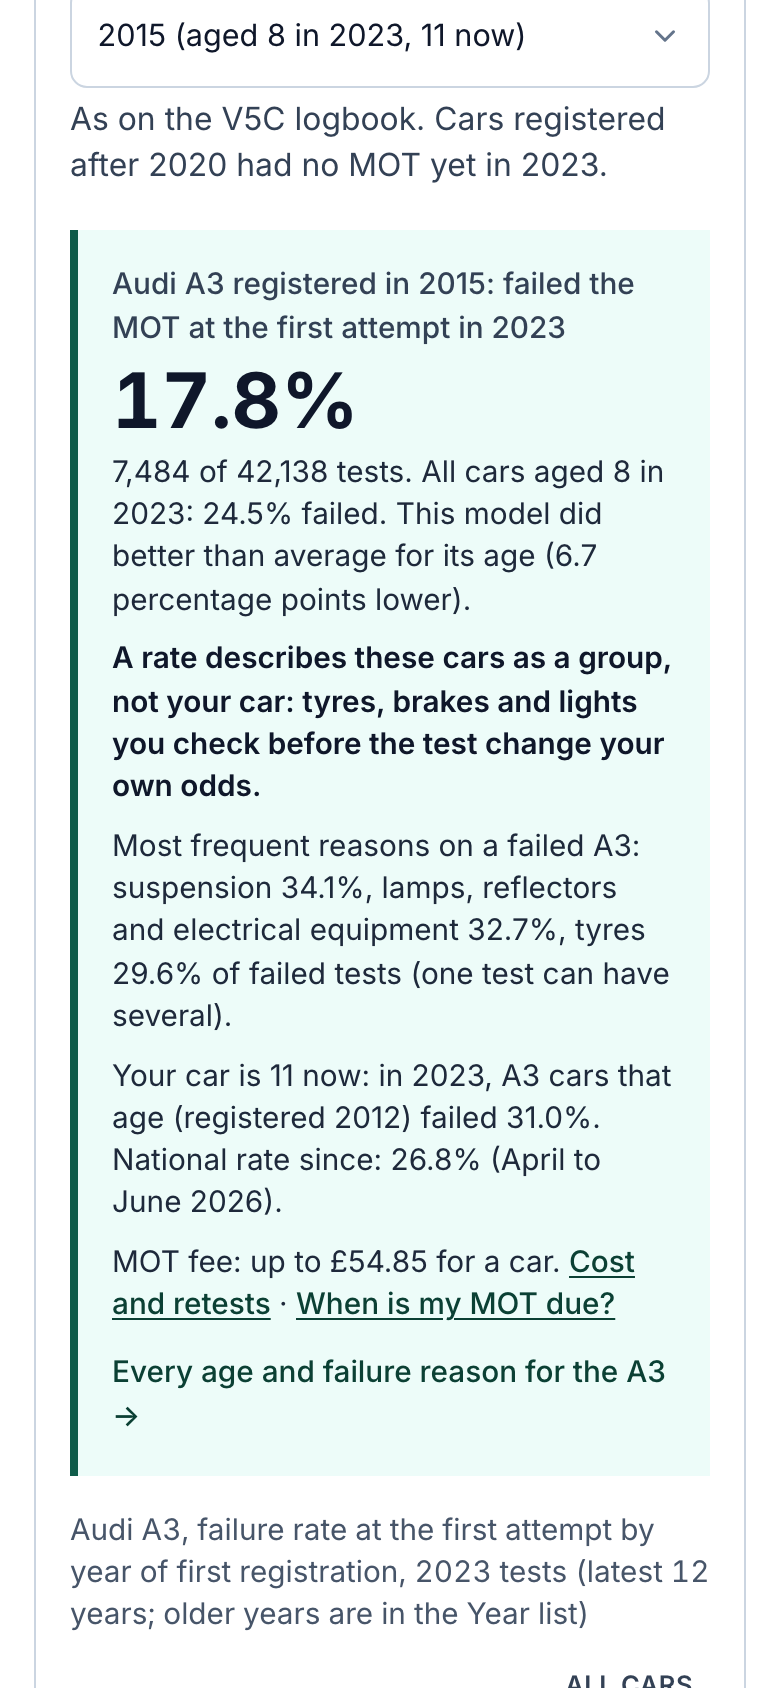 2015 (aged 8 in 2023, 11 now)
As on the V5C logbook. Cars registered
after 2020 had no MOT yet in 2023.
Audi A3 registered in 2015: failed the
MOT at the first attempt in 2023
17.8%
7,484 of 42,138 tests. All cars aged 8 in
2023: 24.5% failed. This model did
better than average for its age (6.7
percentage points lower).
A rate describes these cars as a group,
not your car: tyres, brakes and lights
you check before the test change your
own odds.
Most frequent reasons on a failed A3:
suspension 34.1%, lamps, reflectors
and electrical equipment 32.7%, tyres
29.6% of failed tests (one test can have
several).
Your car is 11 now: in 2023, A3 cars that
age (registered 2012) failed 31.0%.
National rate since: 26.8% (April to
June 2026).
MOT fee: up to £54.85 for a car. Cost
and retests · When is my MOT due?
Every age and failure reason for the A3
→
Audi A3, failure rate at the first attempt by
year of first registration, 2023 tests (latest 12
years; older years are in the Year list)
ALL CARS